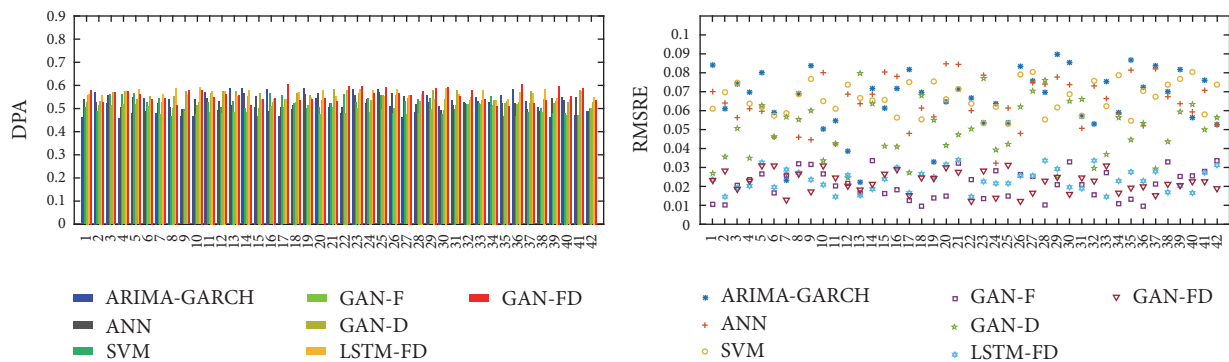 DPA
0.9
0.8
0.7
0.6
0.5
0.4
0.3
0.2
0.1
0
1 2 3 4 5 6 7 8 9 10 11 12 13 14 15 16 17 18 19 20 21 22 23 24 25 26 27 28 29 30 31 32 33 34 35 36 37 38 39 40 41 42
ARIMA-GARCH
ANN
SVM
GAN-F
GAN-D
LSTM-FD
GAN-FD
RMSRE
0.1
0.09
0.08
0.07
0.06
0.05
0.04
0.03
0.02
0.01
0
1 2 3 4 5 6 7 8 9 10 11 12 13 14 15 16 17 18 19 20 21 22 23 24 25 26 27 28 29 30 31 32 33 34 35 36 37 38 39 40 41 42
ARIMA-GARCH
ANN
SVM
GAN-F
GAN-D
LSTM-FD
GAN-FD